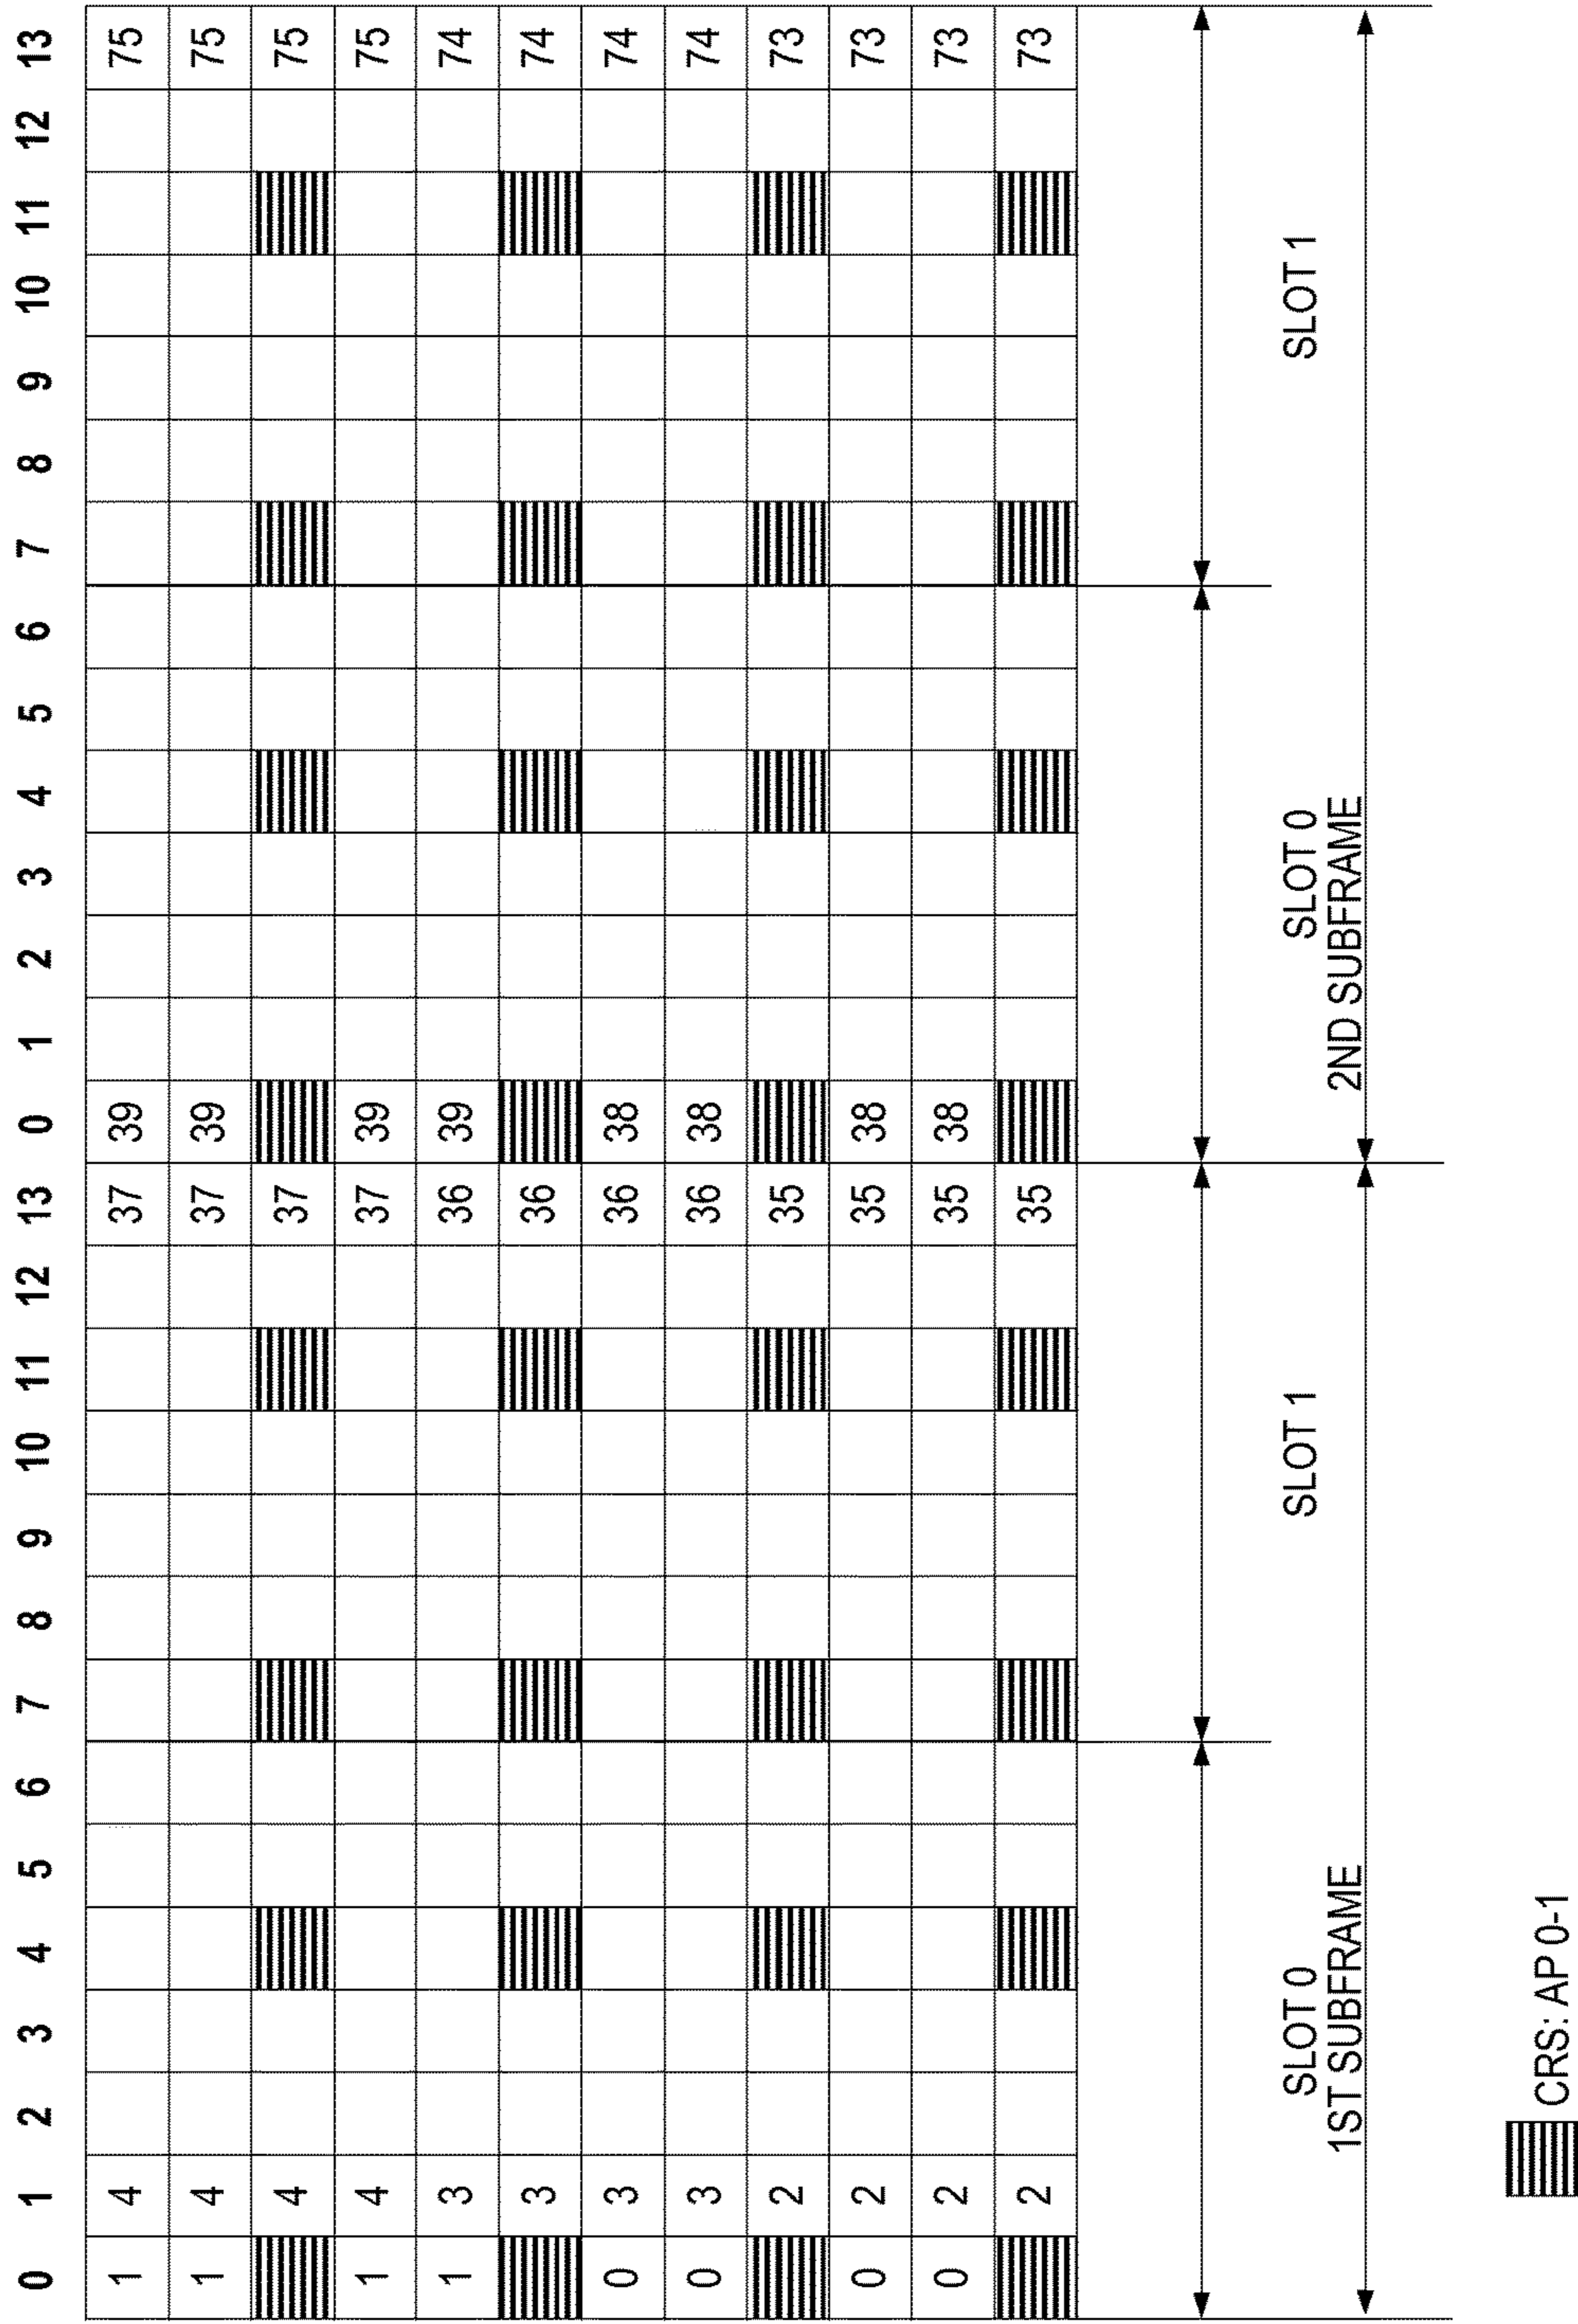 0 1 2 3 4 5 6 7 8 9 10 11 12 13 0 1 2 3 4 5 6 7 8 9 10 11 12 13
1 4 37 39 75
1 4 37 39 75
4 37 75
1 4 37 39 75
1 3 36 39 74
3 36 74
0 3 36 38 74
0 3 36 38 74
2 35 73
0 2 35 38 73
0 2 35 38 73
2 35 73
SLOT 0 SLOT 1 SLOT 0 SLOT 1
1ST SUBFRAME 2ND SUBFRAME
CRS: AP 0-1